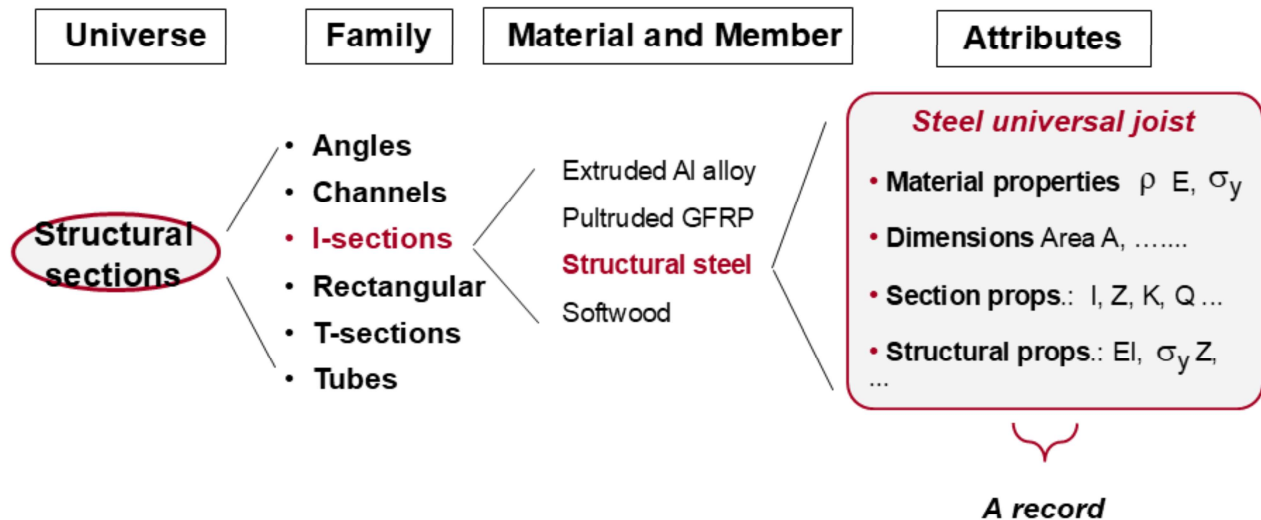 Universe
Family
Material and Member
Attributes
Structural
sections
• Angles
• Channels
• I-sections
• Rectangular
• T-sections
• Tubes
Extruded Al alloy
Pultruded GFRP
Structural steel
Softwood
Steel universal joist
• Material properties ρ E, σy
• Dimensions Area A, …....
• Section props.: I, Z, K, Q ...
• Structural props.: EI, σy Z,
...
A record